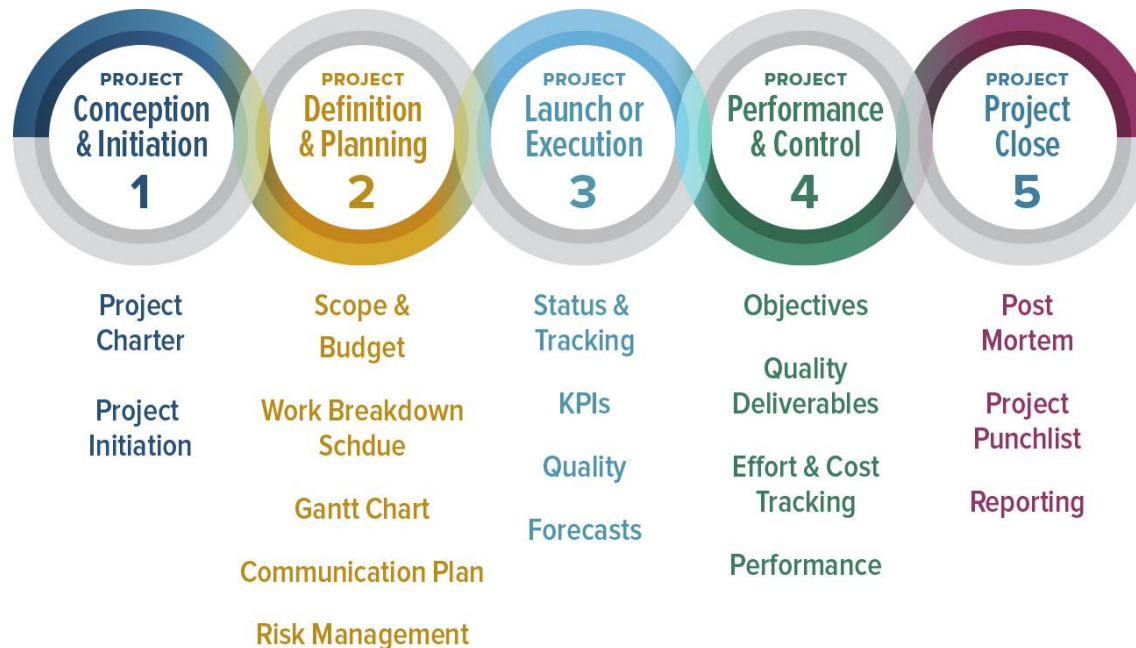 PROJECT
Conception
& Initiation
1
PROJECT
Definition
& Planning
2
PROJECT
Launch or
Execution
3
PROJECT
Performance
& Control
4
PROJECT
Project
Close
5
Project
Charter
Project
Initiation
Scope &
Budget
Work Breakdown
Schdue
Gantt Chart
Communication Plan
Risk Management
Status &
Tracking
KPIs
Quality
Forecasts
Objectives
Quality
Deliverables
Effort & Cost
Tracking
Performance
Post
Mortem
Project
Punchlist
Reporting